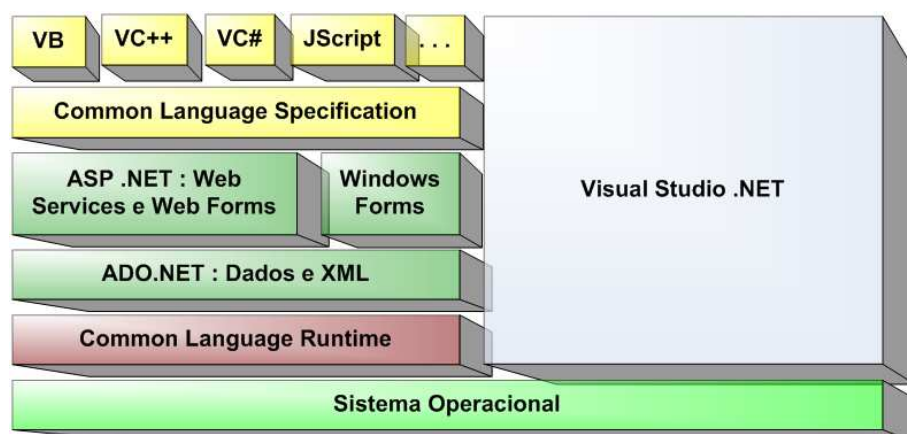 VB
VC++
VC#
JScript
. . .
Common Language Specification
ASP .NET : Web
Services e Web Forms
Windows
Forms
Visual Studio .NET
ADO.NET : Dados e XML
Common Language Runtime
Sistema Operacional